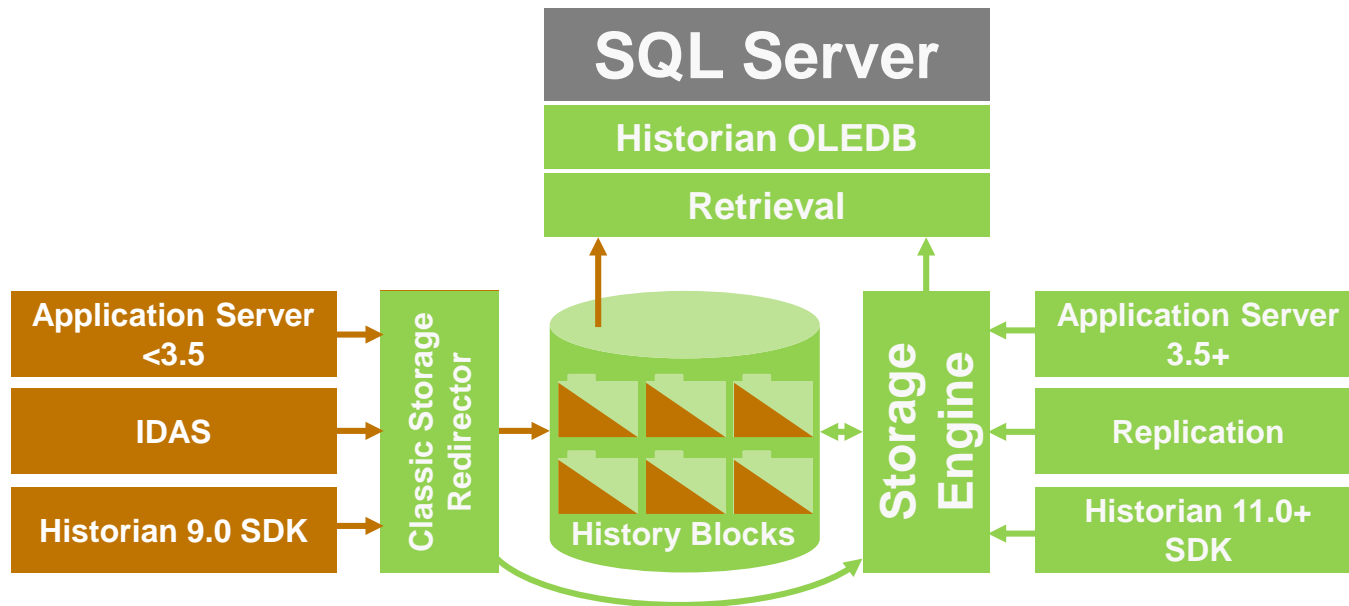 SQL Server
Historian OLEDB
Retrieval
Application Server
<3.5
IDAS
Historian 9.0 SDK
Classic Storage
Redirector
History Blocks
Storage
Engine
Application Server
3.5+
Replication
Historian 11.0+
SDK